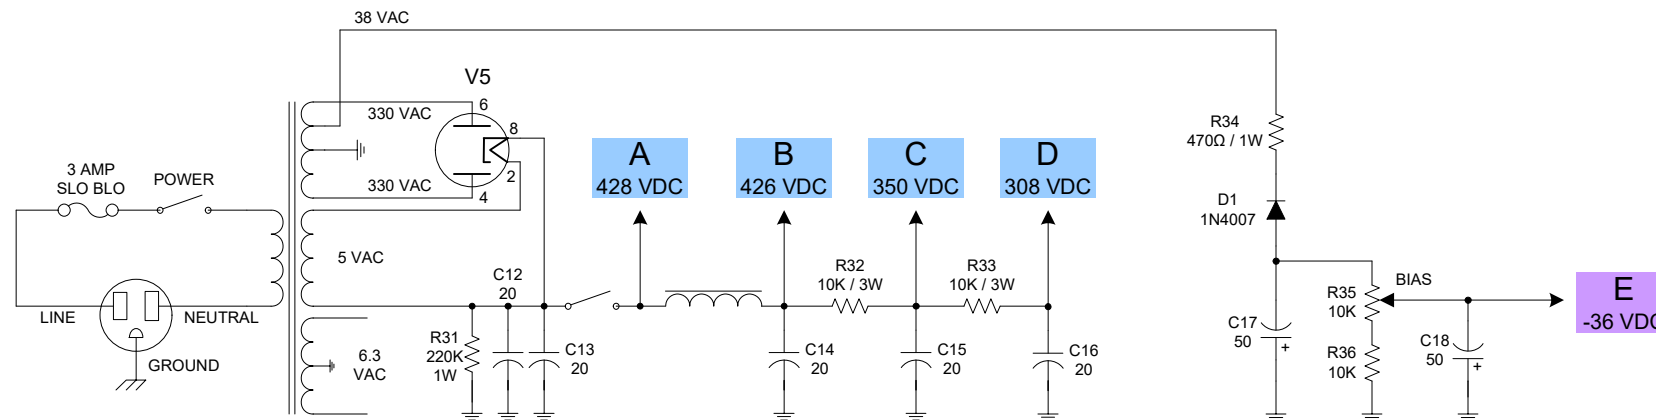 38 VAC
V5
330 VAC
6
8
2
330 VAC
4
3 AMP
SLO BLO
POWER
LINE
NEUTRAL
GROUND
5 VAC
6.3
VAC
C12
20
R31
220K
1W
C13
20
A
428 VDC
B
426 VDC
C
350 VDC
D
308 VDC
R32
10K / 3W
R33
10K / 3W
C14
20
C15
20
C16
20
R34
470Ω / 1W
D1
1N4007
C17
50
+
R35
10K
BIAS
R36
10K
C18
50
+
E
-36 VDC